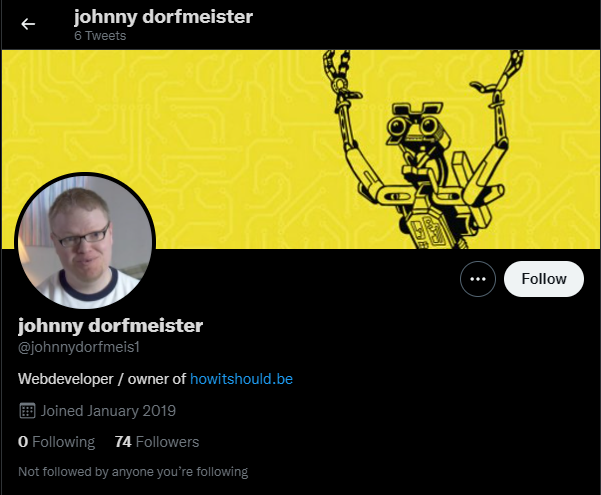 johnny dorfmeister
6 Tweets
Follow
johnny dorfmeister
@johnnydorfmeis1
Webdeveloper / owner of howitshould.be
Joined January 2019
0 Following 74 Followers
Not followed by anyone you're following